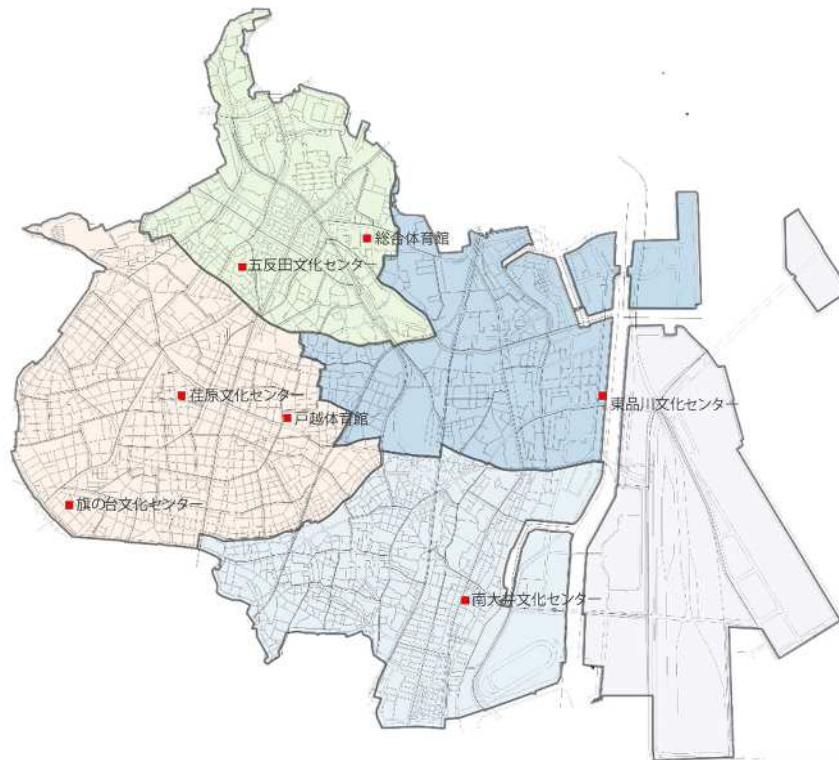 総合体育館
五反田文化センター
荏原文化センター
東品川文化センター
戸越体育館
旗の台文化センター
南大井文化センター